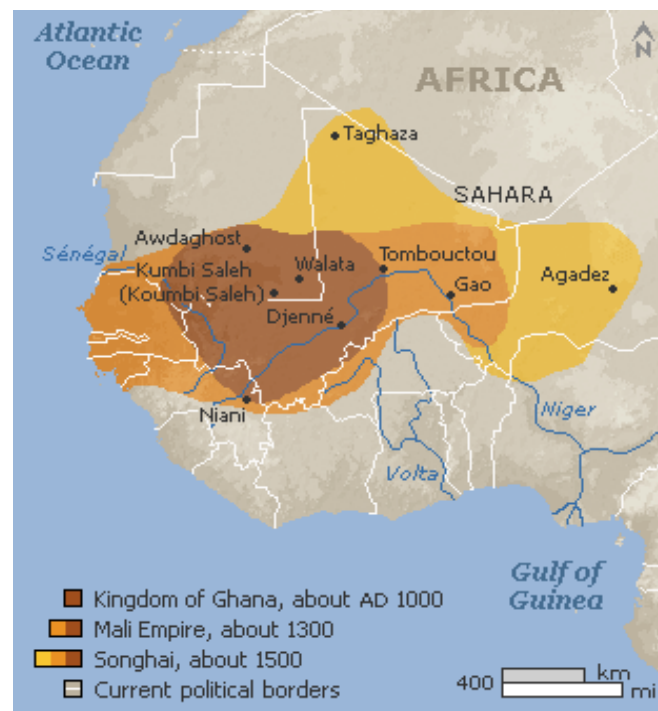 Atlantic
Ocean
N
AFRICA
Taghaza
SAHARA
Awdaghost
Sénégal
Kumbi Saleh
(Koumbi Saleh)
Walata
Tombouctou
Gao
Agadez
Djenné
Niani
Niger
Volta
Gulf of
Guinea
Kingdom of Ghana, about AD 1000
Mali Empire, about 1300
Songhai, about 1500
Current political borders
400 km
mi